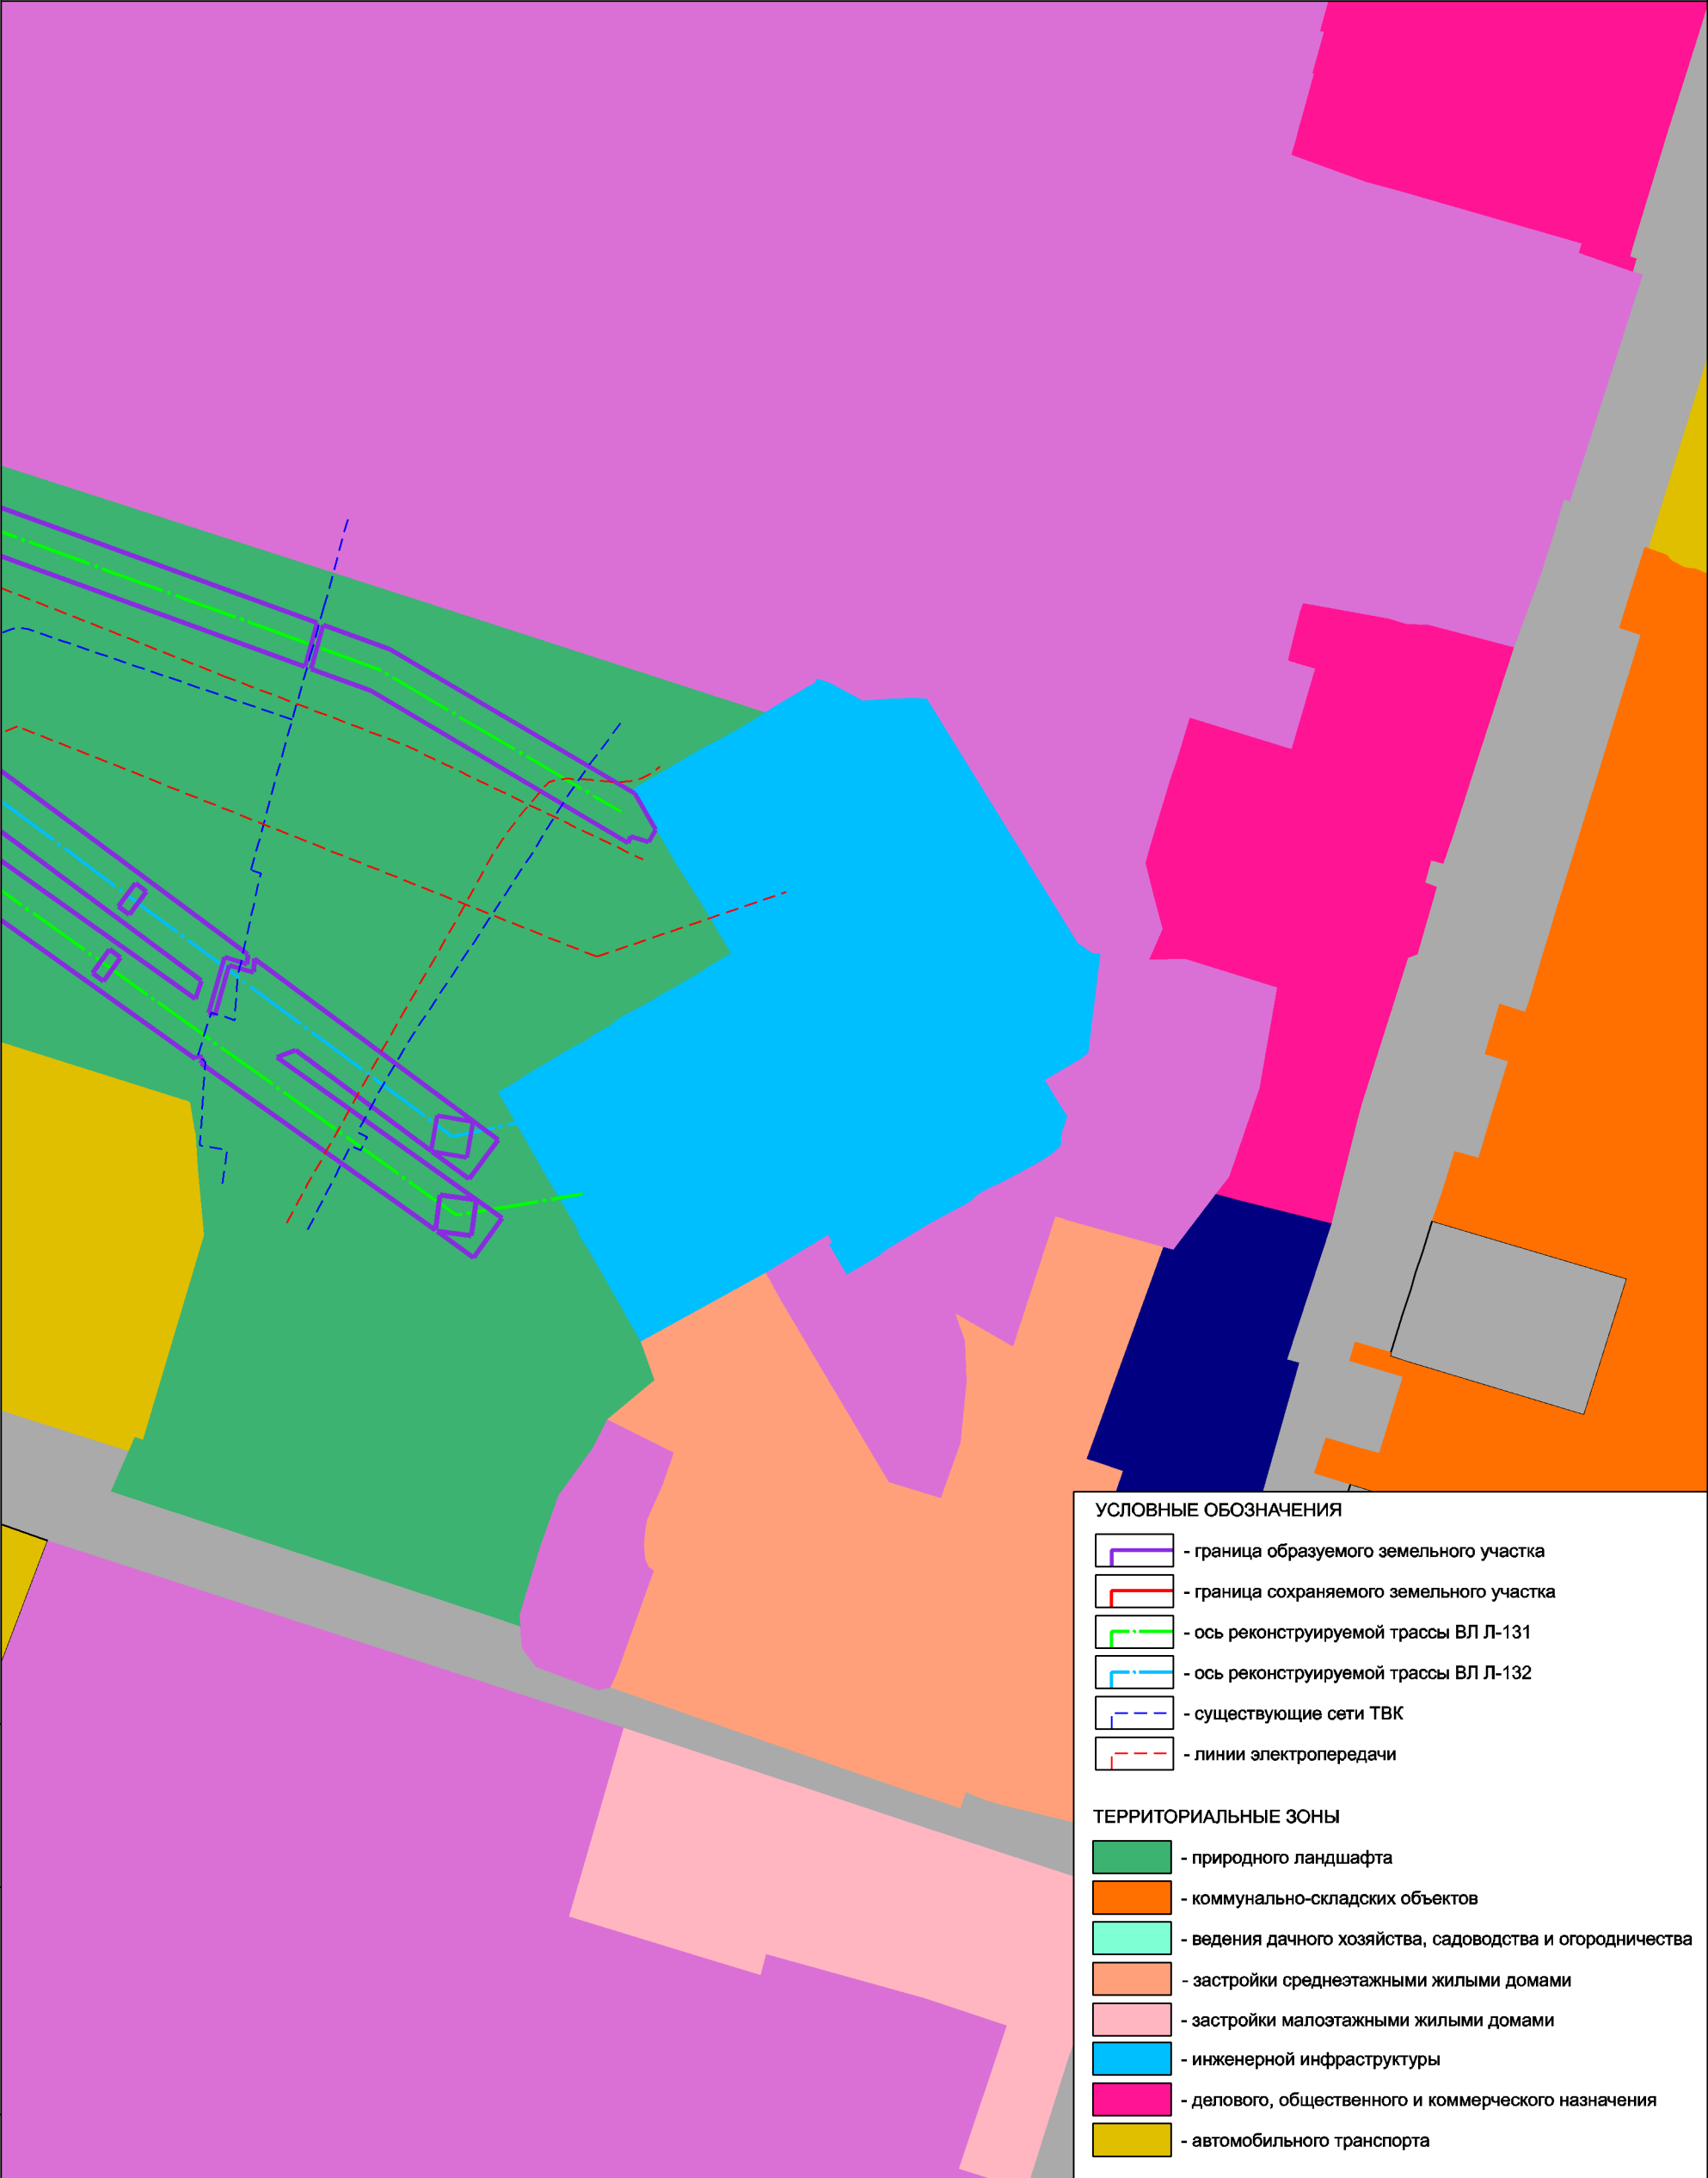 УСЛОВНЫЕ ОБОЗНАЧЕНИЯ
- граница образуемого земельного участка
- граница сохраняемого земельного участка
- ось реконструируемой трассы ВЛ Л-131
- ось реконструируемой трассы ВЛ Л-132
- существующие сети ТВК
- линии электропередачи
ТЕРРИТОРИАЛЬНЫЕ ЗОНЫ
- природного ландшафта
- коммунально-складских объектов
- ведения дачного хозяйства, садоводства и огородничества
- застройки среднеэтажными жилыми домами
- застройки малоэтажными жилыми домами
- инженерной инфраструктуры
- делового, общественного и коммерческого назначения
- автомобильного транспорта